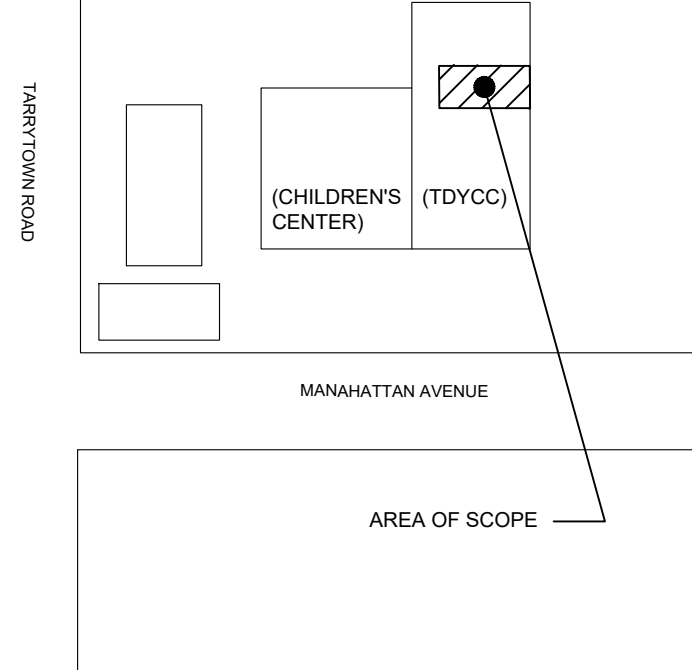 TARRYTOWN ROAD
(CHILDREN'S
CENTER)
(TDYCC)
MANAHATTAN AVENUE
AREA OF SCOPE